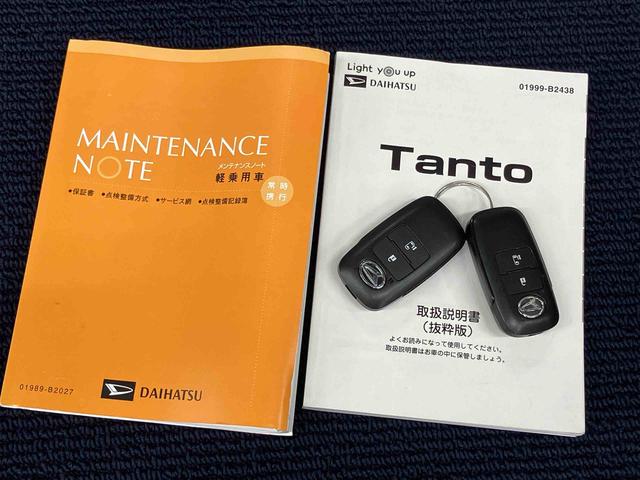 MAINTENANCE
NOTE
メンテナンスノート
軽乗用車
常時
携行
●保証書 ●点検整備方式 ●サービス網 ●点検整備記録簿
01989-B2027
DAIHATSU
Light you up
DAIHATSU
01999-B2438
Tanto
取扱説明書
(抜粋版)
よくお読みになって使用してください。
取扱説明書はお車の中に保管しましょう。